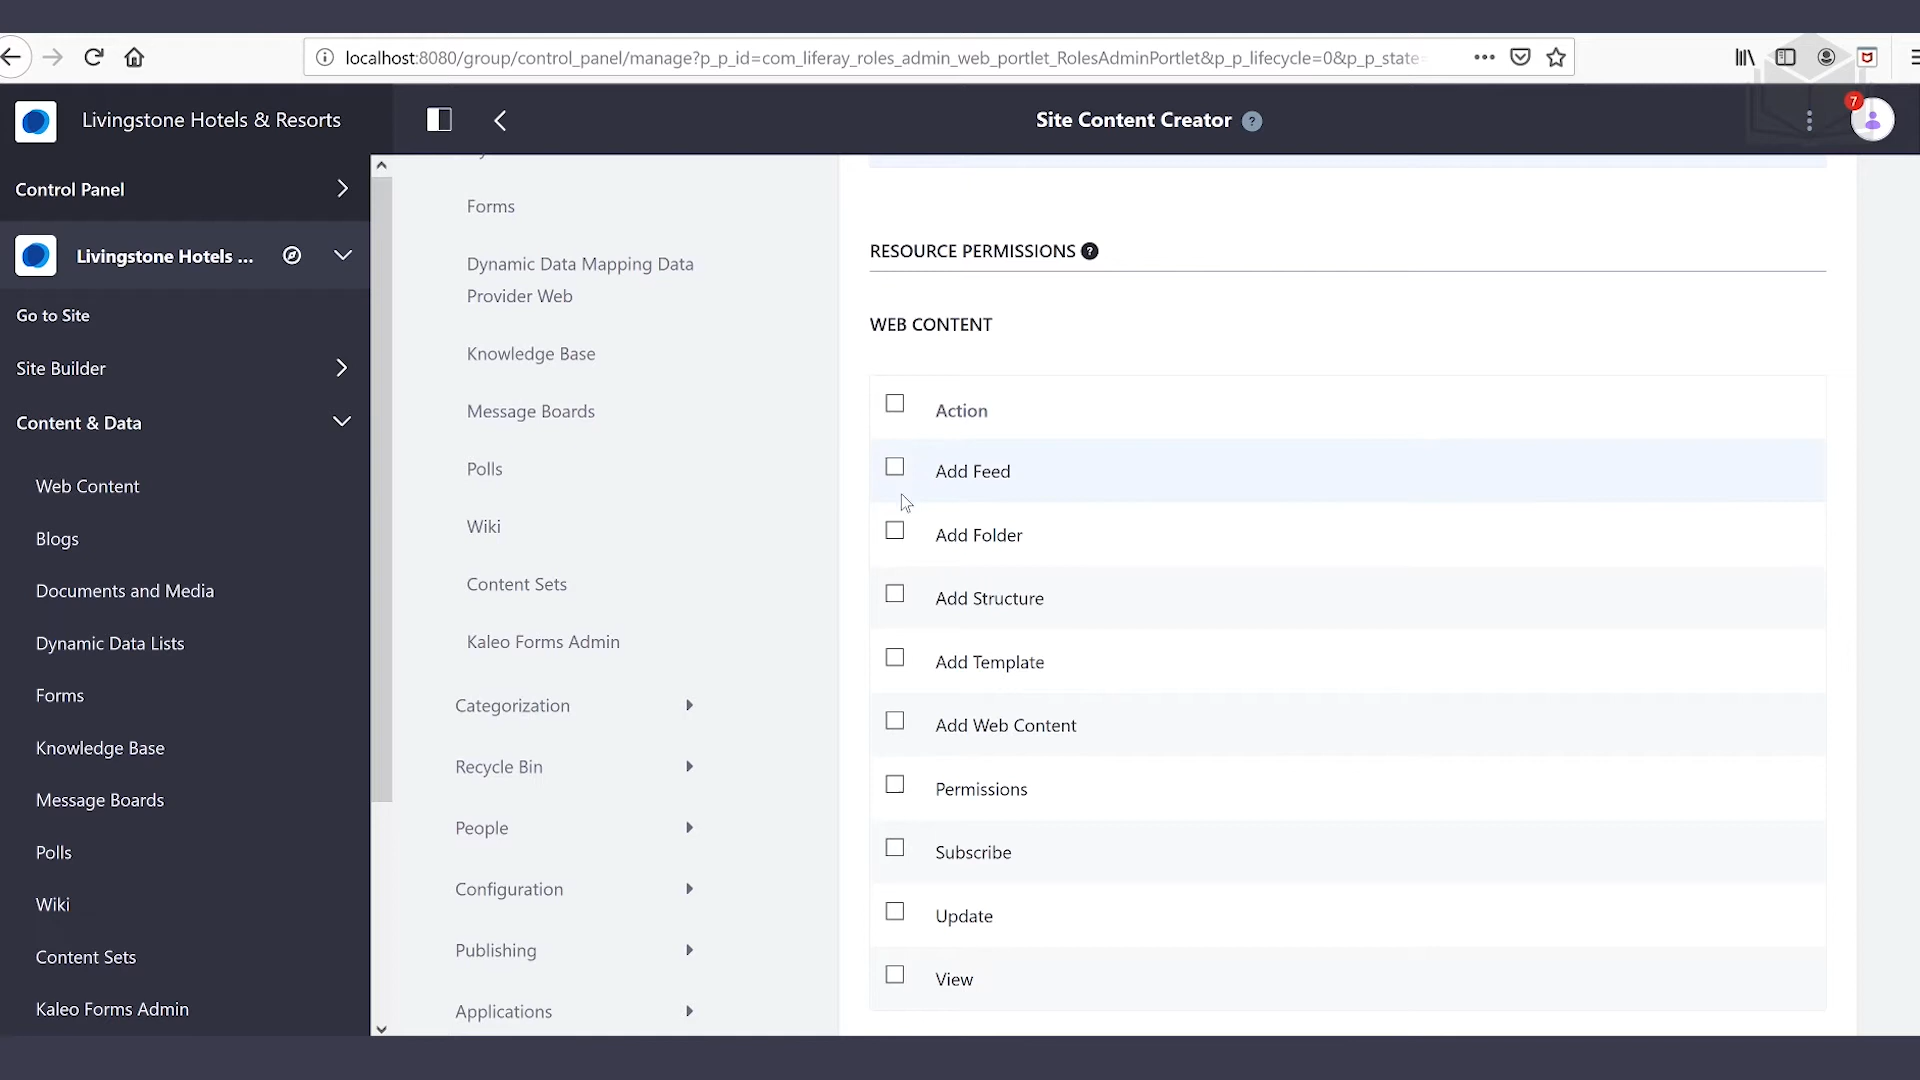 localhost:8080/group/control_panel/manage?p_p_id=com_liferay_roles_admin_web_portlet_RolesAdminPortlet&p_p_lifecycle=0&p_p_state=
Livingstone Hotels & Resorts
Site Content Creator ?
7
Control Panel
Livingstone Hotels ...
Go to Site
Site Builder
Content & Data
Web Content
Blogs
Documents and Media
Dynamic Data Lists
Forms
Knowledge Base
Message Boards
Polls
Wiki
Content Sets
Kaleo Forms Admin
Forms
Dynamic Data Mapping Data
Provider Web
Knowledge Base
Message Boards
Polls
Wiki
Content Sets
Kaleo Forms Admin
Categorization
Recycle Bin
People
Configuration
Publishing
Applications
RESOURCE PERMISSIONS ?
WEB CONTENT
Action
Add Feed
Add Folder
Add Structure
Add Template
Add Web Content
Permissions
Subscribe
Update
View